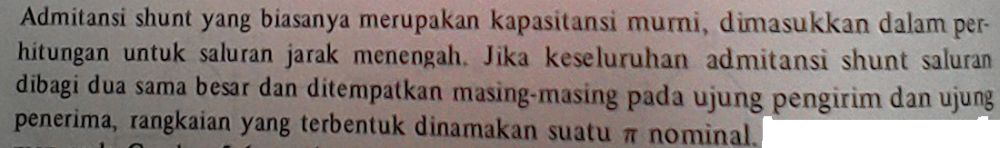 Admitansi shunt yang biasanya merupakan kapasitansi murni, dimasukkan dalam per-
hitungan untuk saluran jarak menengah. Jika keseluruhan admitansi shunt saluran
dibagi dua sama besar dan ditempatkan masing-masing pada ujung pengirim dan ujung
penerima, rangkaian yang terbentuk dinamakan suatu π nominal.